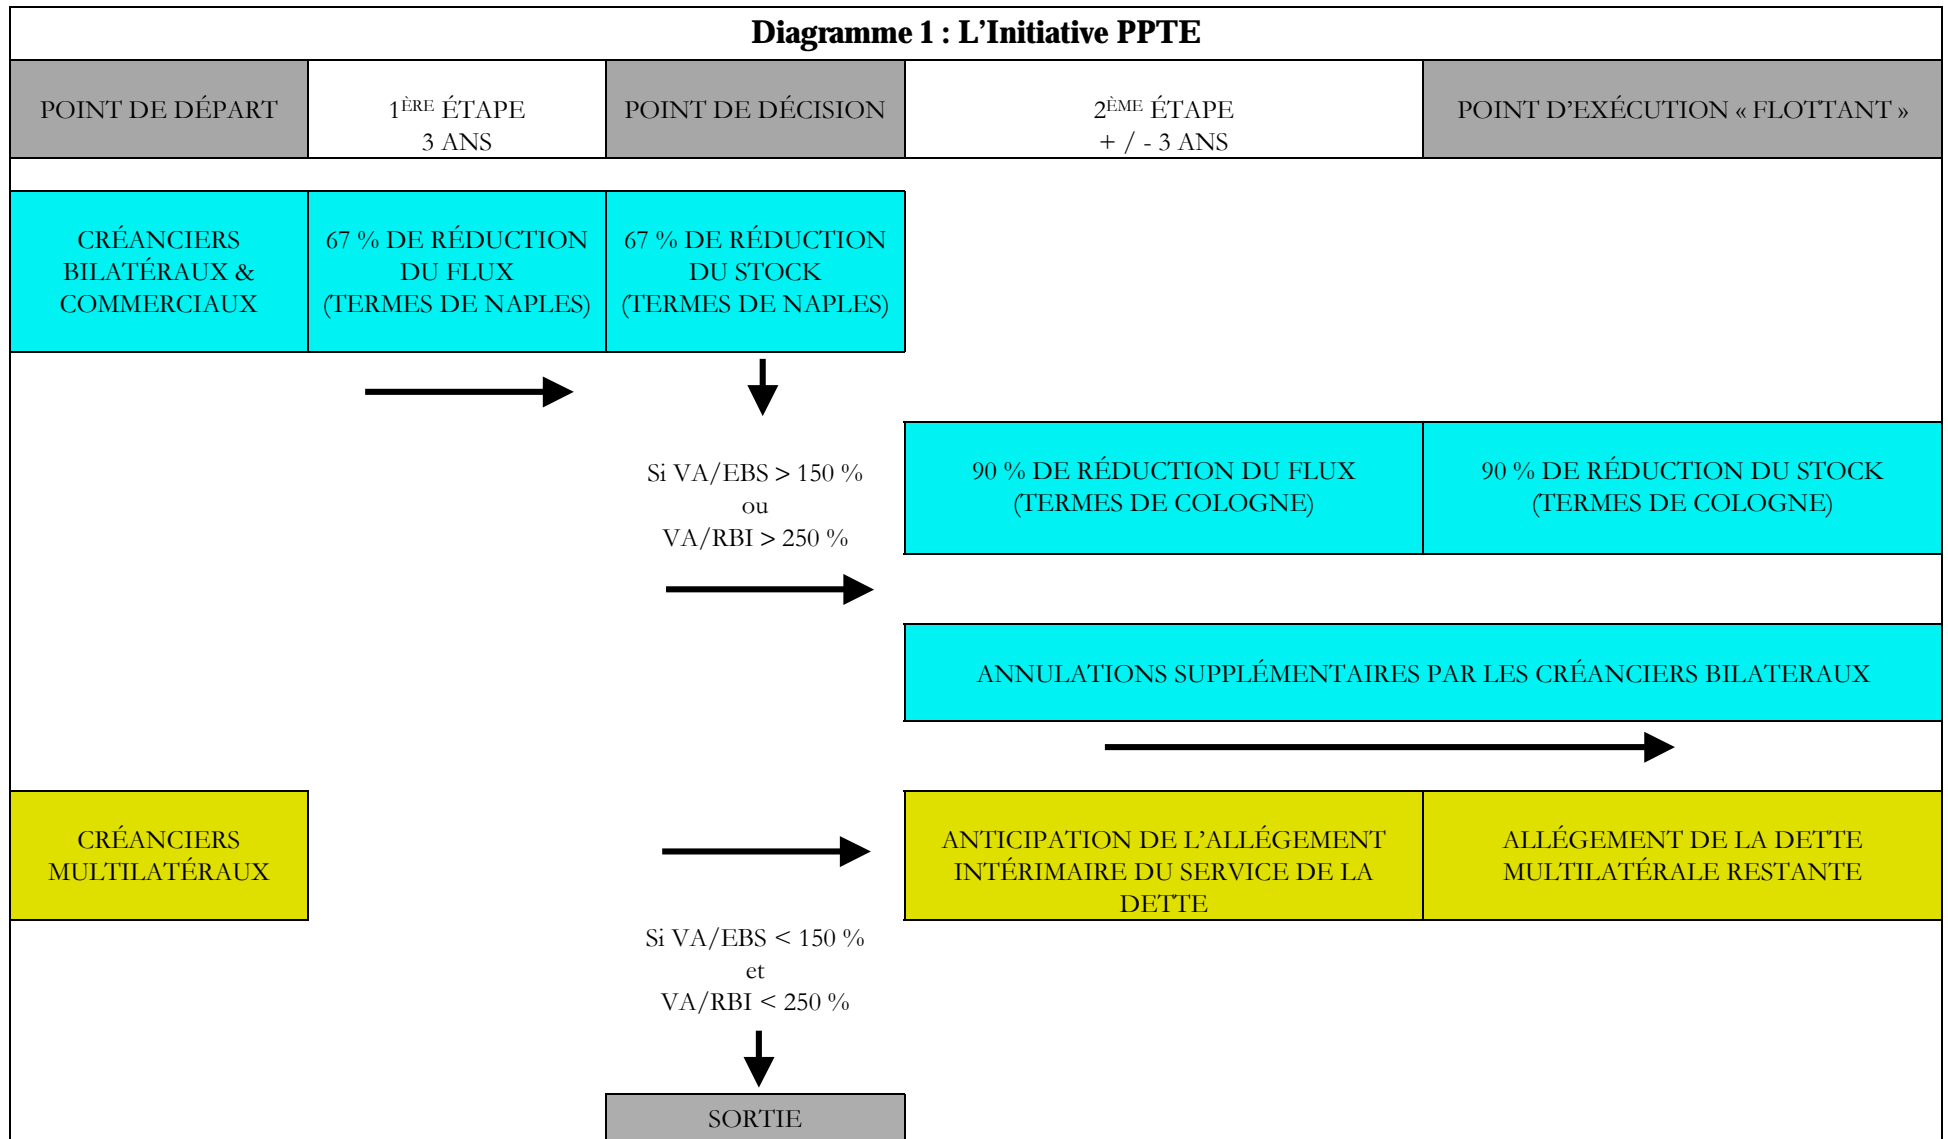 Diagramme 1 : L’Initiative PPTE
POINT DE DÉPART
1ÈRE ÉTAPE
3 ANS
POINT DE DÉCISION
2ÈME ÉTAPE
+ / - 3 ANS
POINT D’EXÉCUTION « FLOTTANT »
CRÉANCIERS
BILATÉRAUX &
COMMERCIAUX
67 % DE RÉDUCTION
DU FLUX
(TERMES DE NAPLES)
67 % DE RÉDUCTION
DU STOCK
(TERMES DE NAPLES)
Si VA/EBS > 150 %
ou
VA/RBI > 250 %
90 % DE RÉDUCTION DU FLUX
(TERMES DE COLOGNE)
90 % DE RÉDUCTION DU STOCK
(TERMES DE COLOGNE)
ANNULATIONS SUPPLÉMENTAIRES PAR LES CRÉANCIERS BILATERAUX
CRÉANCIERS
MULTILATÉRAUX
ANTICIPATION DE L’ALLÉGEMENT
INTÉRIMAIRE DU SERVICE DE LA
DETTE
ALLÉGEMENT DE LA DETTE
MULTILATÉRALE RESTANTE
Si VA/EBS < 150 %
et
VA/RBI < 250 %
SORTIE